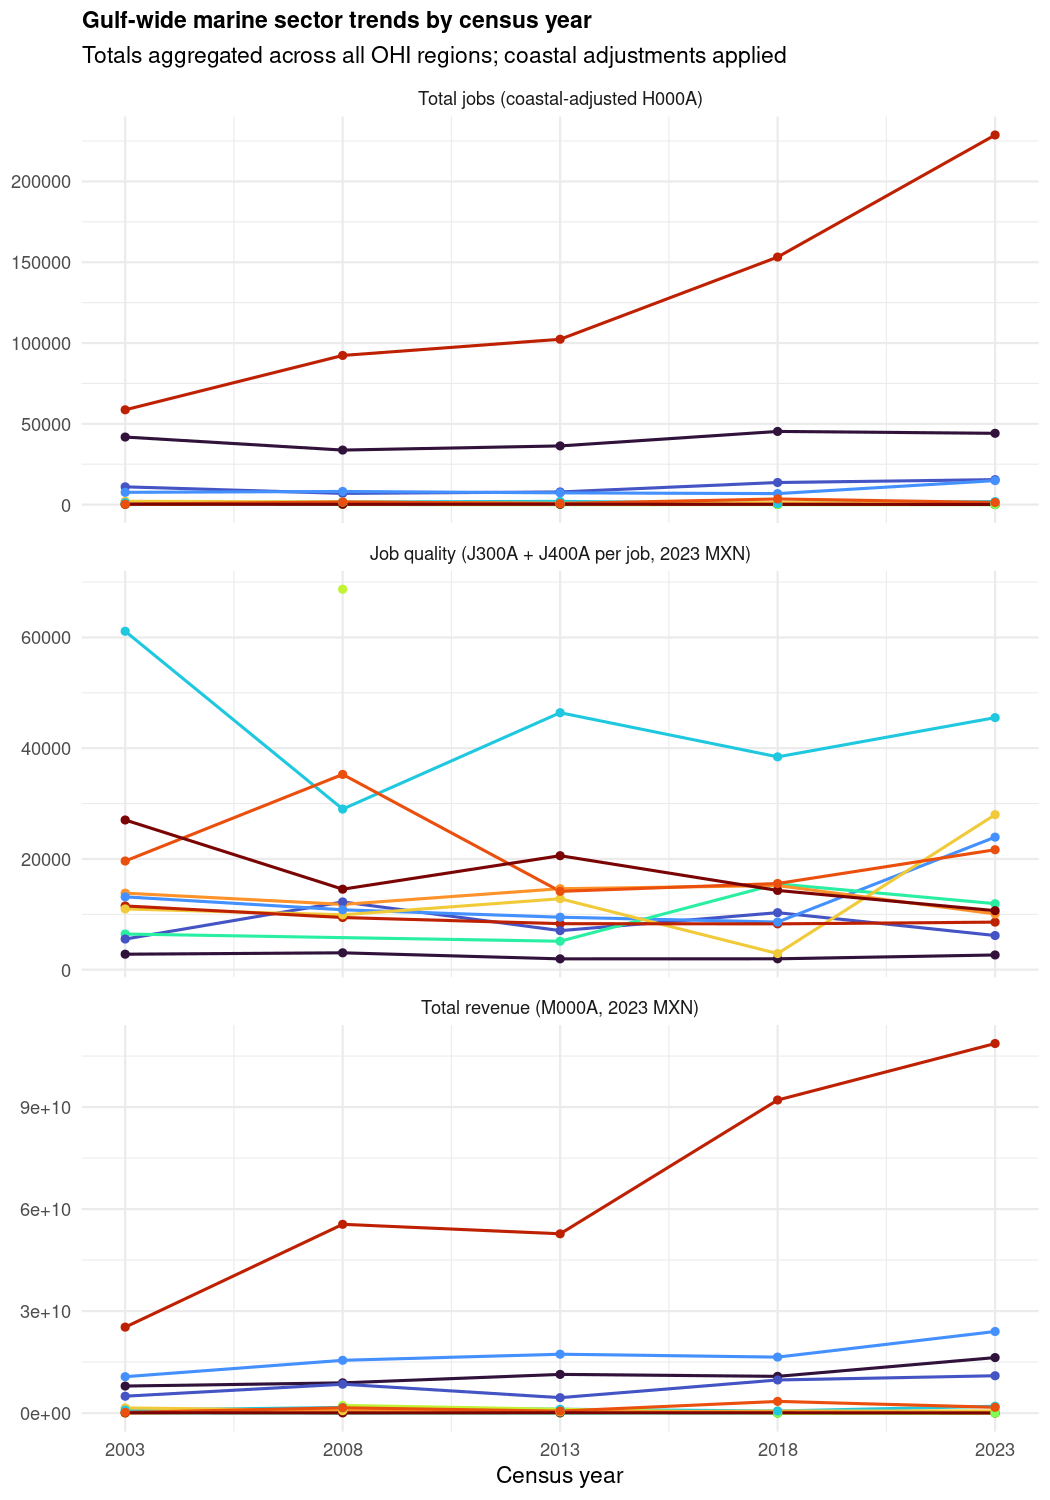 Gulf-wide marine sector trends by census year
Totals aggregated across all OHI regions; coastal adjustments applied
Total jobs (coastal-adjusted H000A)
200000
150000
100000
50000
0
Job quality (J300A + J400A per job, 2023 MXN)
60000
40000
20000
0
Total revenue (M000A, 2023 MXN)
9e+10
6e+10
3e+10
0e+00
2003 2008 2013 2018 2023
Census year